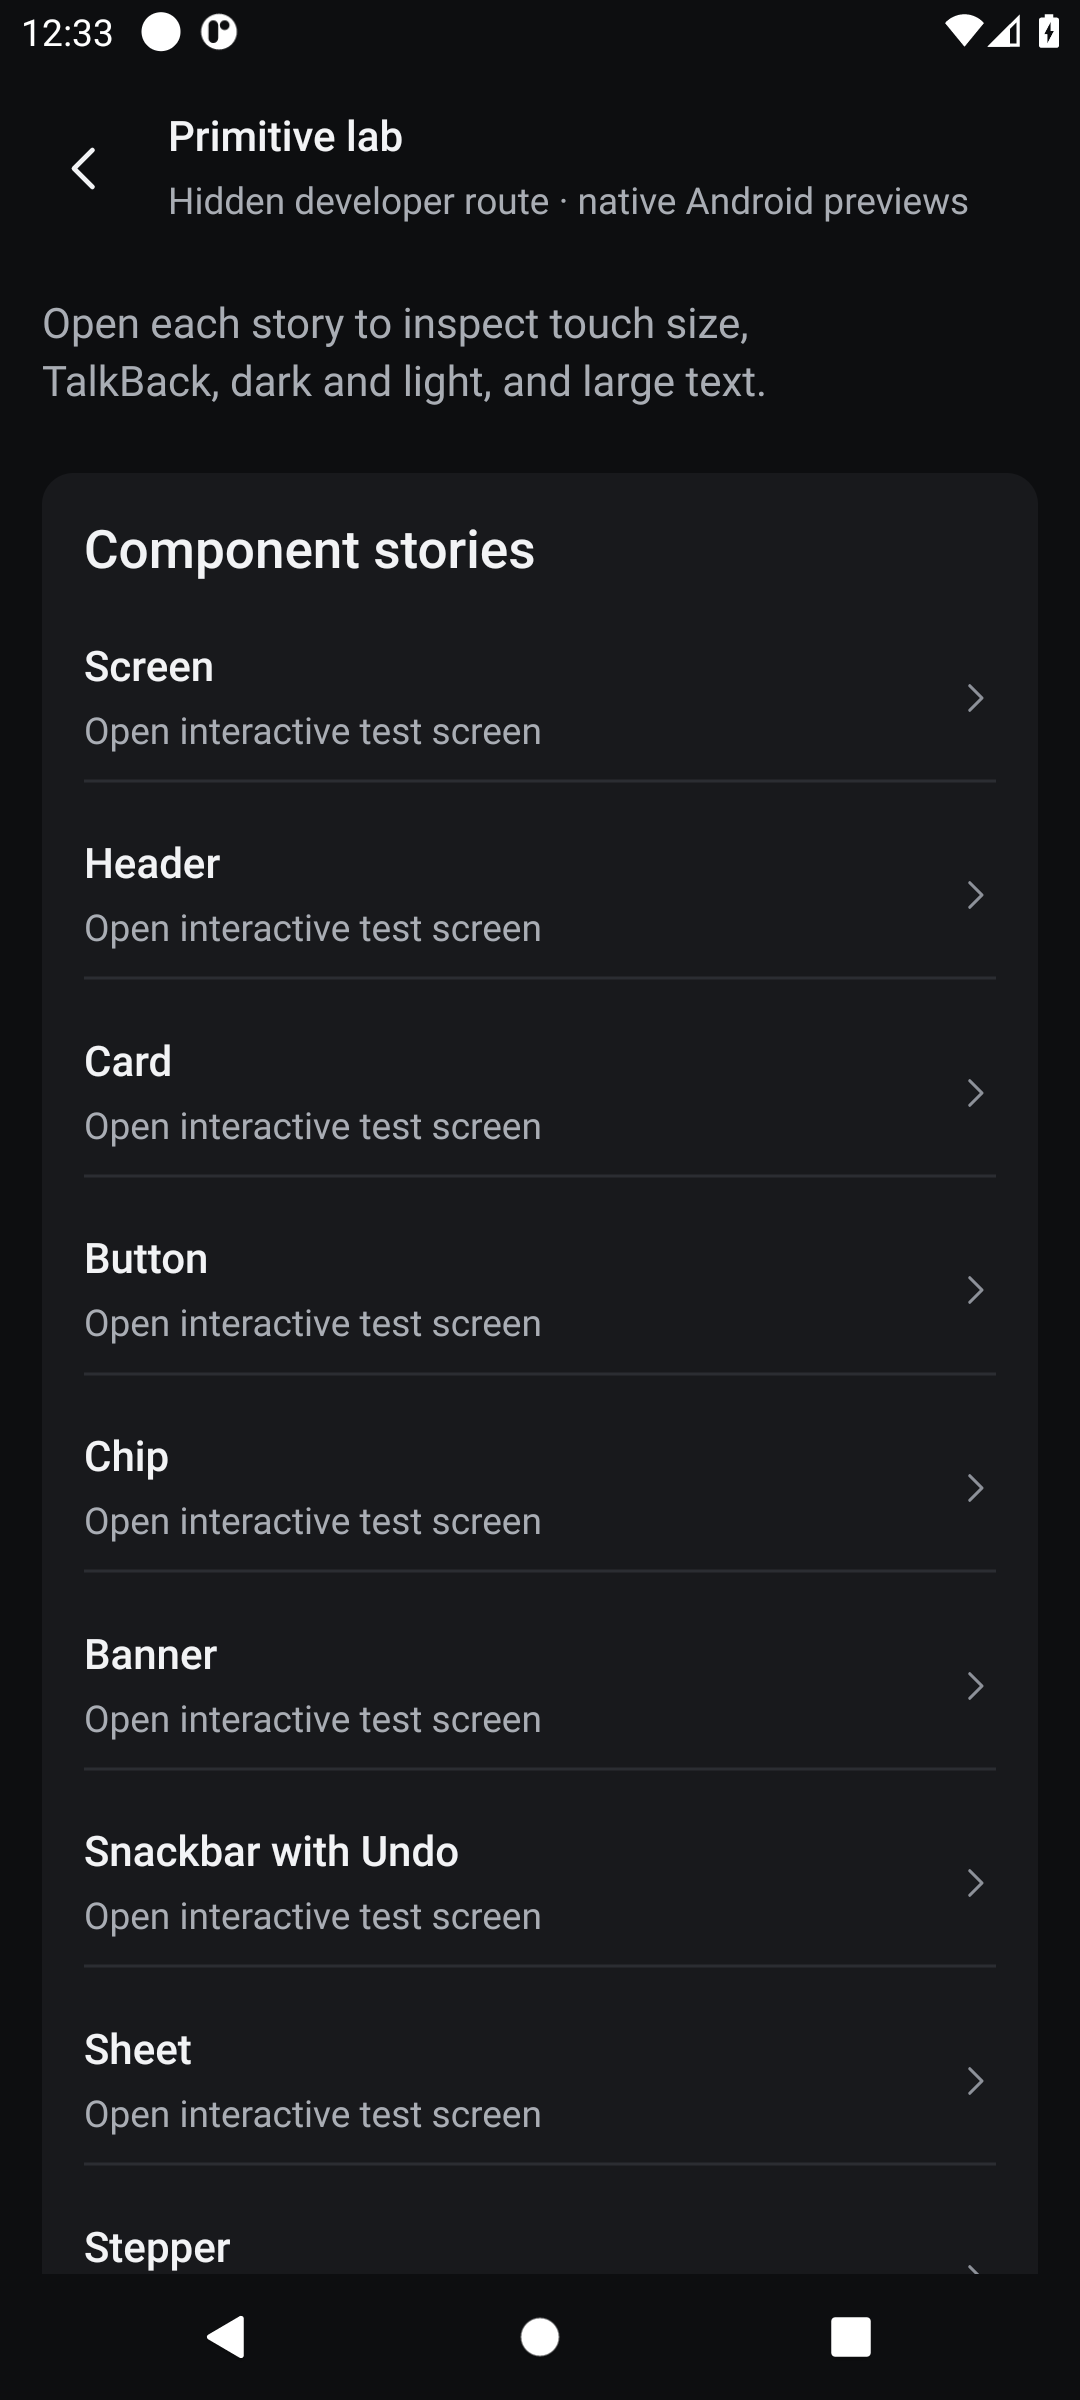 12:33
Primitive lab
Hidden developer route · native Android previews
Open each story to inspect touch size,
TalkBack, dark and light, and large text.
Component stories
Screen
Open interactive test screen
Header
Open interactive test screen
Card
Open interactive test screen
Button
Open interactive test screen
Chip
Open interactive test screen
Banner
Open interactive test screen
Snackbar with Undo
Open interactive test screen
Sheet
Open interactive test screen
Stepper